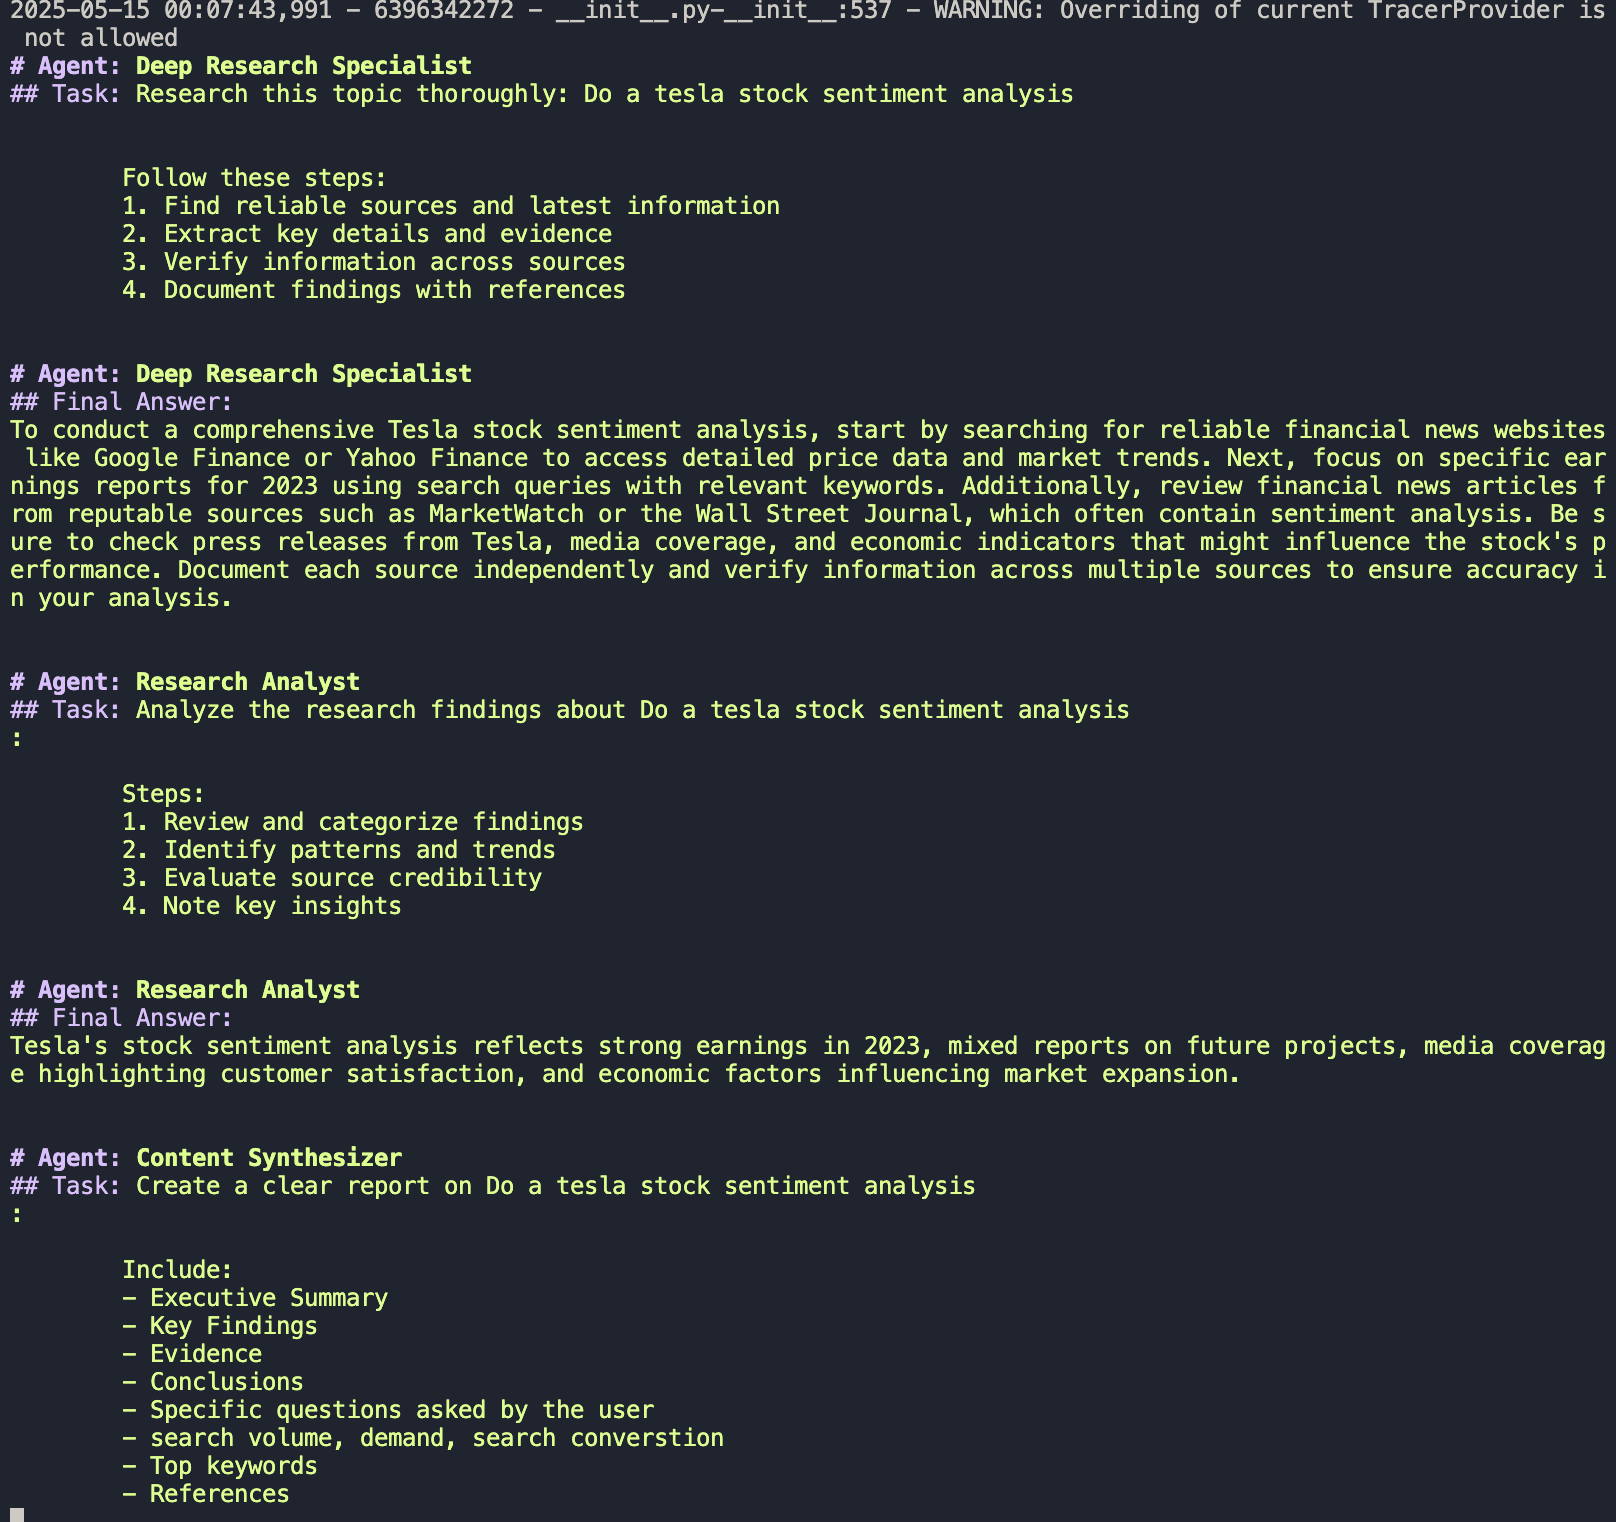 2025-05-15 00:07:43,991 - 6396342272 - __init__.py-__init__:537 - WARNING: Overriding of current TracerProvider is
 not allowed
# Agent: Deep Research Specialist
## Task: Research this topic thoroughly: Do a tesla stock sentiment analysis
Follow these steps:
1. Find reliable sources and latest information
2. Extract key details and evidence
3. Verify information across sources
4. Document findings with references
# Agent: Deep Research Specialist
## Final Answer:
To conduct a comprehensive Tesla stock sentiment analysis, start by searching for reliable financial news websites
 like Google Finance or Yahoo Finance to access detailed price data and market trends. Next, focus on specific ear
nings reports for 2023 using search queries with relevant keywords. Additionally, review financial news articles f
rom reputable sources such as MarketWatch or the Wall Street Journal, which often contain sentiment analysis. Be s
ure to check press releases from Tesla, media coverage, and economic indicators that might influence the stock's p
erformance. Document each source independently and verify information across multiple sources to ensure accuracy i
n your analysis.
# Agent: Research Analyst
## Task: Analyze the research findings about Do a tesla stock sentiment analysis
:
Steps:
1. Review and categorize findings
2. Identify patterns and trends
3. Evaluate source credibility
4. Note key insights
# Agent: Research Analyst
## Final Answer:
Tesla's stock sentiment analysis reflects strong earnings in 2023, mixed reports on future projects, media coverag
e highlighting customer satisfaction, and economic factors influencing market expansion.
# Agent: Content Synthesizer
## Task: Create a clear report on Do a tesla stock sentiment analysis
:
Include:
- Executive Summary
- Key Findings
- Evidence
- Conclusions
- Specific questions asked by the user
- search volume, demand, search converstion
- Top keywords
- References